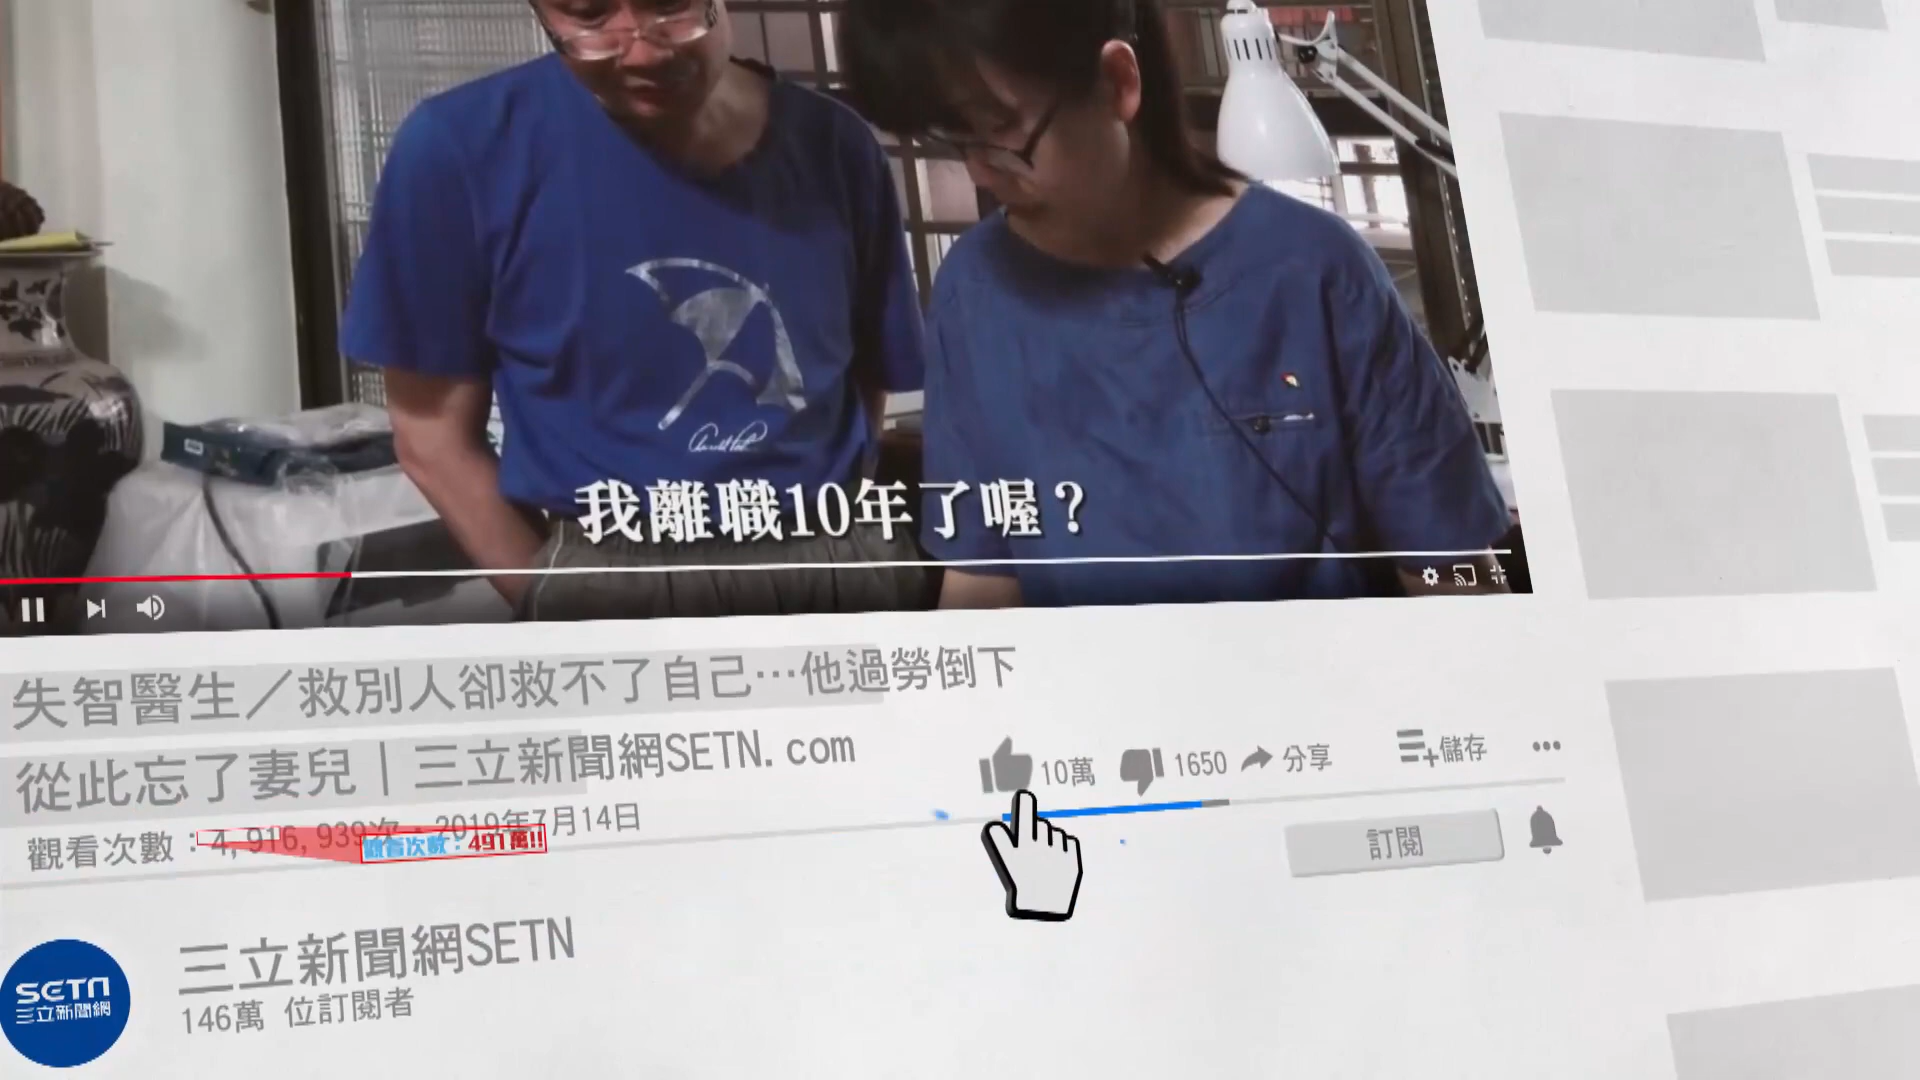 我離職10年了喔?
失智醫生／救別人卻救不了自己…他過勞倒下
從此忘了妻兒｜三立新聞網SETN.com
10萬
1650
分享
儲存
觀看次數：4,916,939次．2019年7月14日
觀看次數：491萬!!
訂閱
三立新聞網SETN
146萬 位訂閱者
SETN
三立新聞網